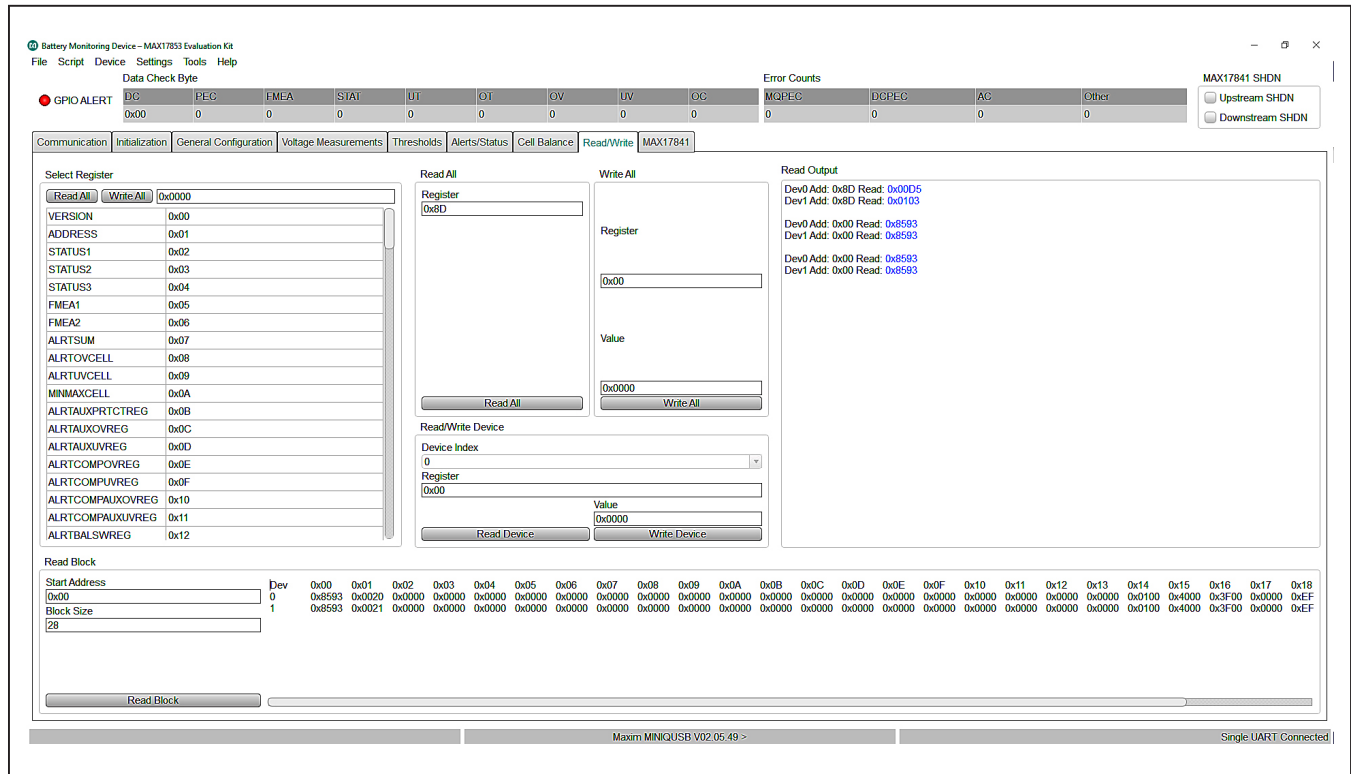 Battery Monitoring Device – MAX17853 Evaluation Kit
File Script Device Settings Tools Help
Data Check Byte Error Counts MAX17841 SHDN
GPIO ALERT DC PEC FMEA STAT UT OT OV UV OC MQPEC DCPEC AC Other Upstream SHDN
0x00 0 0 0 0 0 0 0 0 0 0 0 0 Downstream SHDN
Communication Initialization General Configuration Voltage Measurements Thresholds Alerts/Status Cell Balance Read/Write MAX17841
Select Register
Read All Write All 0x0000
VERSION 0x00
ADDRESS 0x01
STATUS1 0x02
STATUS2 0x03
STATUS3 0x04
FMEA1 0x05
FMEA2 0x06
ALRTSUM 0x07
ALRTOVCELL 0x08
ALRTUVCELL 0x09
MINMAXCELL 0x0A
ALRTAUXPRTCTREG 0x0B
ALRTAUXOVREG 0x0C
ALRTAUXUVREG 0x0D
ALRTCOMPOVREG 0x0E
ALRTCOMPUVREG 0x0F
ALRTCOMPAUXOVREG 0x10
ALRTCOMPAUXUVREG 0x11
ALRTBALSWREG 0x12
Read All
Register
0x8D
Read All
Write All
Register
0x00
Value
0x0000
Write All
Read/Write Device
Device Index
0
Register
0x00
Value
0x0000
Read Device Write Device
Read Output
Dev0 Add: 0x8D Read: 0x00D5
Dev1 Add: 0x8D Read: 0x0103
Dev0 Add: 0x00 Read: 0x8593
Dev1 Add: 0x00 Read: 0x8593
Dev0 Add: 0x00 Read: 0x8593
Dev1 Add: 0x00 Read: 0x8593
Read Block
Start Address
0x00
Block Size
28
Read Block
Dev 0x00 0x01 0x02 0x03 0x04 0x05 0x06 0x07 0x08 0x09 0x0A 0x0B 0x0C 0x0D 0x0E 0x0F 0x10 0x11 0x12 0x13 0x14 0x15 0x16 0x17 0x18
0 0x8593 0x0020 0x0000 0x0000 0x0000 0x0000 0x0000 0x0000 0x0000 0x0000 0x0000 0x0000 0x0000 0x0000 0x0000 0x0000 0x0000 0x0000 0x0000 0x0000 0x0100 0x4000 0x3F00 0x0000 0xEF
1 0x8593 0x0021 0x0000 0x0000 0x0000 0x0000 0x0000 0x0000 0x0000 0x0000 0x0000 0x0000 0x0000 0x0000 0x0000 0x0000 0x0000 0x0000 0x0000 0x0000 0x0100 0x4000 0x3F00 0x0000 0xEF
Maxim MINIQUSB V02.05.49 > Single UART Connected